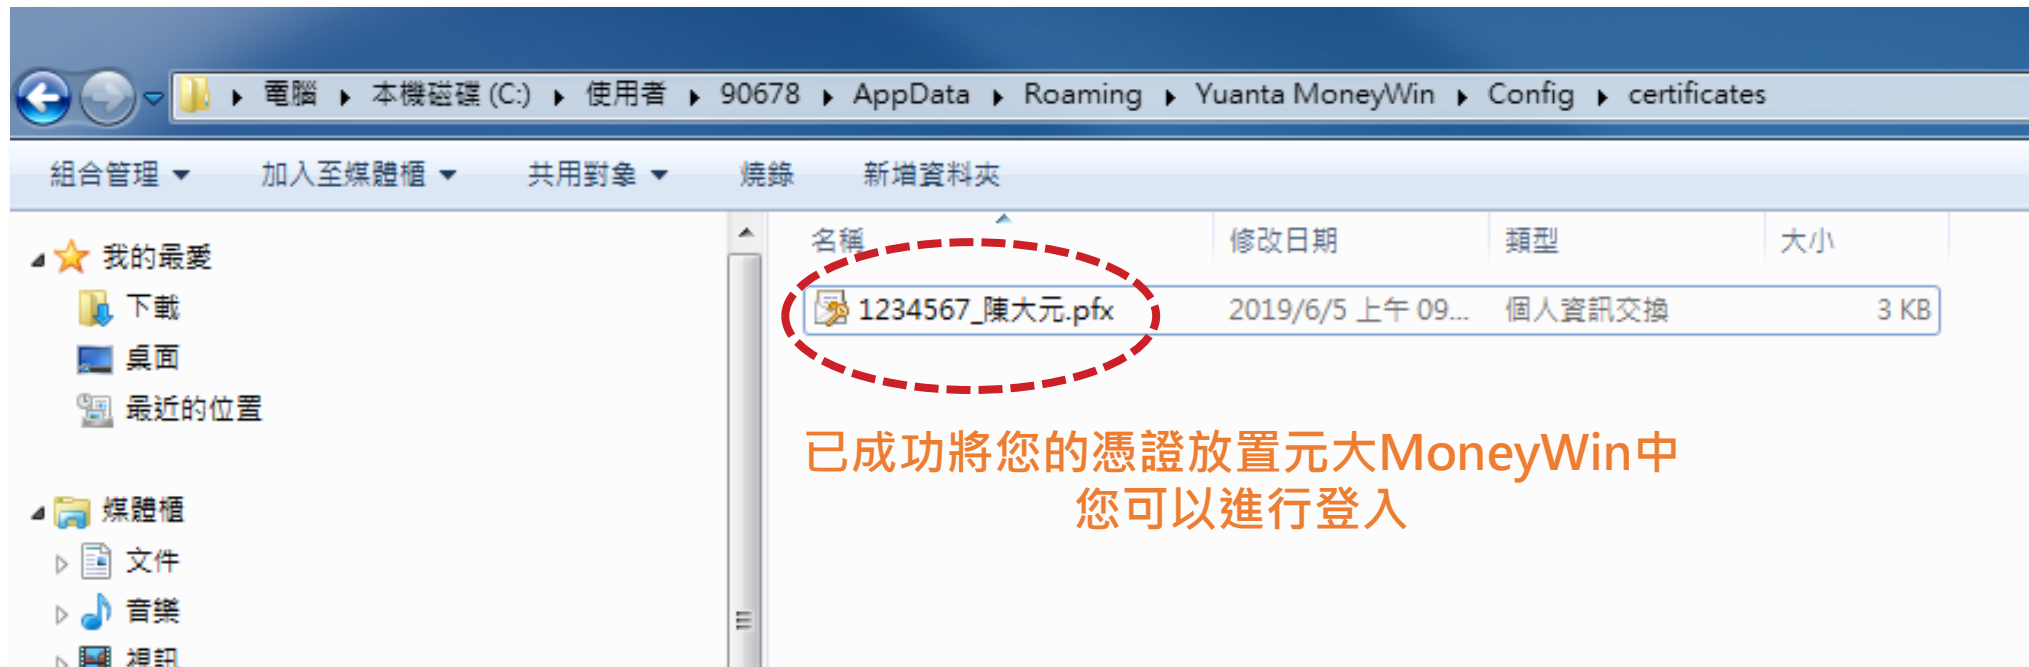 電腦 ▸ 本機磁碟 (C:) ▸ 使用者 ▸ 90678 ▸ AppData ▸ Roaming ▸ Yuanta MoneyWin ▸ Config ▸ certificates
組合管理 加入至媒體櫃 共用對象 燒錄 新增資料夾
名稱 修改日期 類型 大小
1234567_陳大元.pfx 2019/6/5 上午 09... 個人資訊交換 3 KB
我的最愛
下載
桌面
最近的位置
媒體櫃
文件
音樂
視訊
已成功將您的憑證放置元大MoneyWin中
您可以進行登入